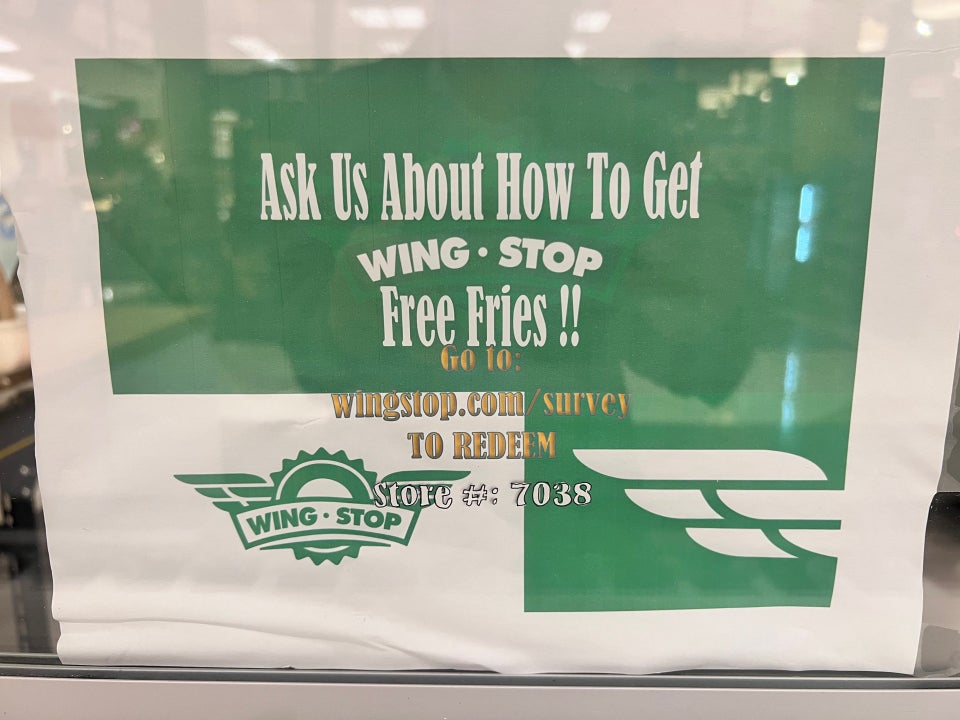 Ask Us About How To Get
WING · STOP
Free Fries !!
Go to:
wingstop.com/survey
TO REDEEM
Store #: 7038
WING · STOP